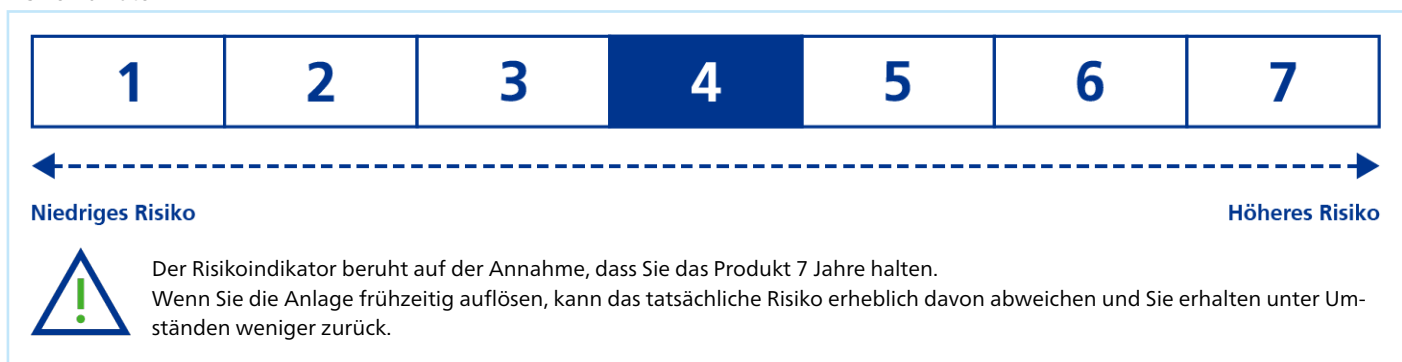 1 2 3 4 5 6 7
Niedriges Risiko Höheres Risiko
Der Risikoindikator beruht auf der Annahme, dass Sie das Produkt 7 Jahre halten.
Wenn Sie die Anlage frühzeitig auflösen, kann das tatsächliche Risiko erheblich davon abweichen und Sie erhalten unter Um-
ständen weniger zurück.